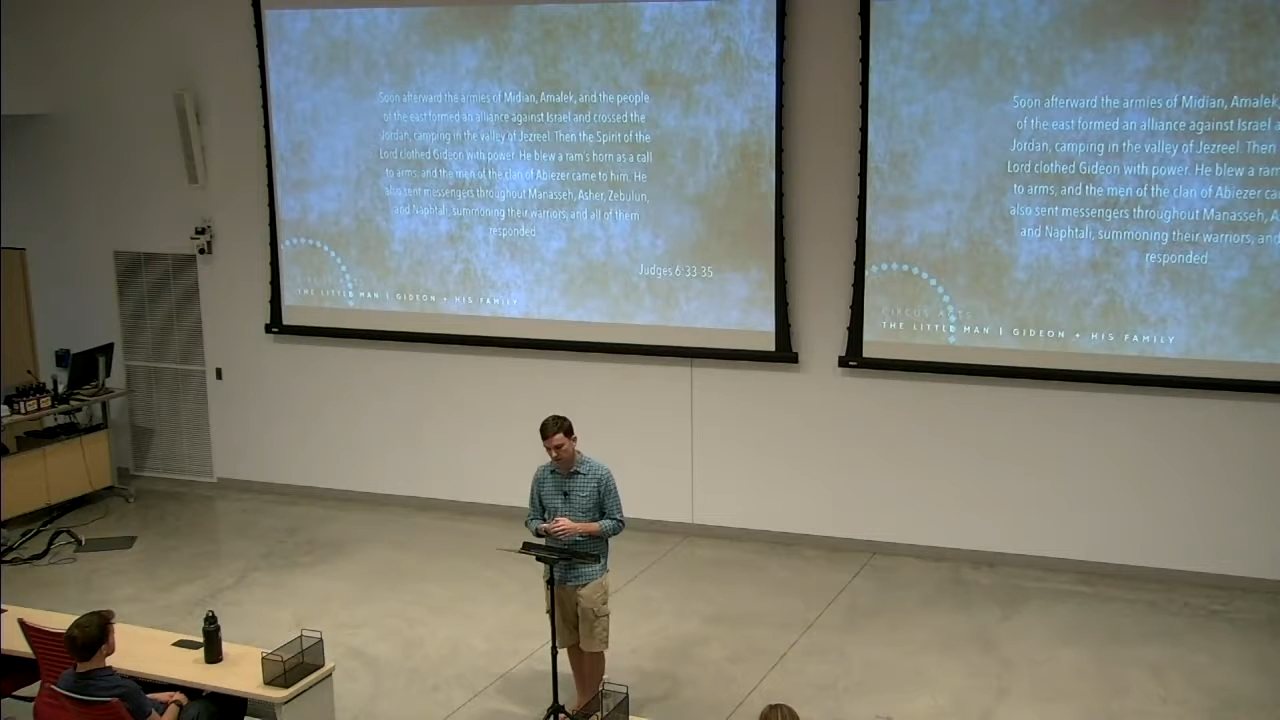 Soon afterward the armies of Midian, Amalek, and the people
of the east formed an alliance against Israel and crossed the
Jordan, camping in the valley of Jezreel. Then the Spirit of the
Lord clothed Gideon with power. He blew a ram's horn as a call
to arms, and the men of the clan of Abiezer came to him. He
also sent messengers throughout Manasseh, Asher, Zebulun,
and Naphtali, summoning their warriors, and all of them
responded
Judges 6:33-35
THE LITTLE MAN | GIDEON + HIS FAMILY
Soon afterward the armies of Midian, Amalek,
of the east formed an alliance against Israel
Jordan, camping in the valley of Jezreel. Then
Lord clothed Gideon with power. He blew a ram
to arms, and the men of the clan of Abiezer ca
also sent messengers throughout Manasseh, A
and Naphtali, summoning their warriors, and
responded
CIRCUS ACTS
THE LITTLE MAN | GIDEON + HIS FAMILY